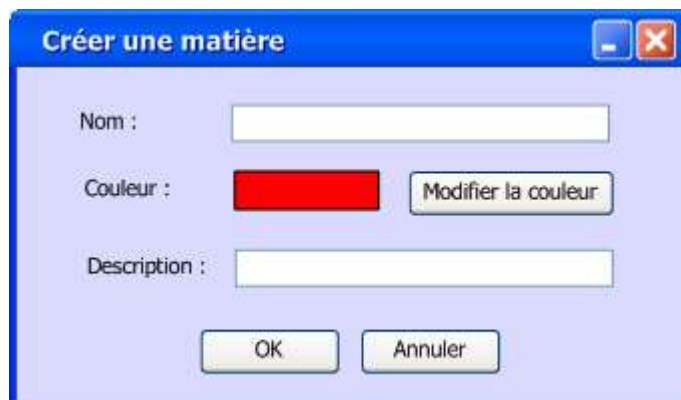 Créer une matière
Nom :
Couleur :
Modifier la couleur
Description :
OK
Annuler